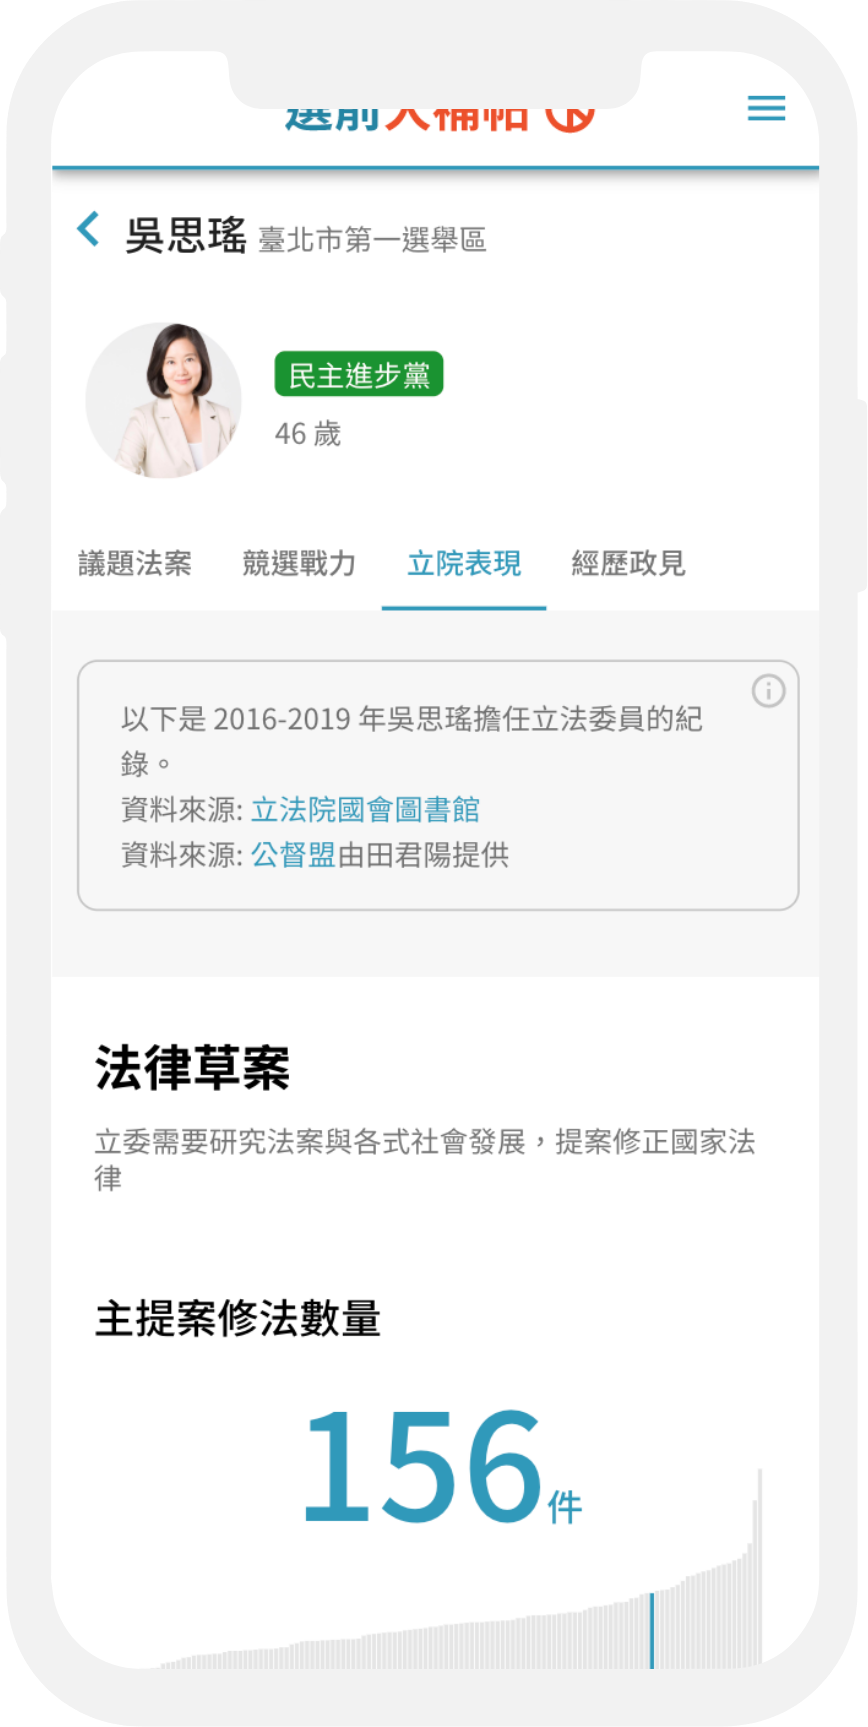 選前大補帖
吳思瑤 臺北市第一選舉區
民主進步黨
46 歲
議題法案 競選戰力 立院表現 經歷政見
以下是 2016-2019 年吳思瑤擔任立法委員的紀
錄。
資料來源: 立法院國會圖書館
資料來源: 公督盟由田君陽提供
法律草案
立委需要研究法案與各式社會發展，提案修正國家法
律
主提案修法數量
156件